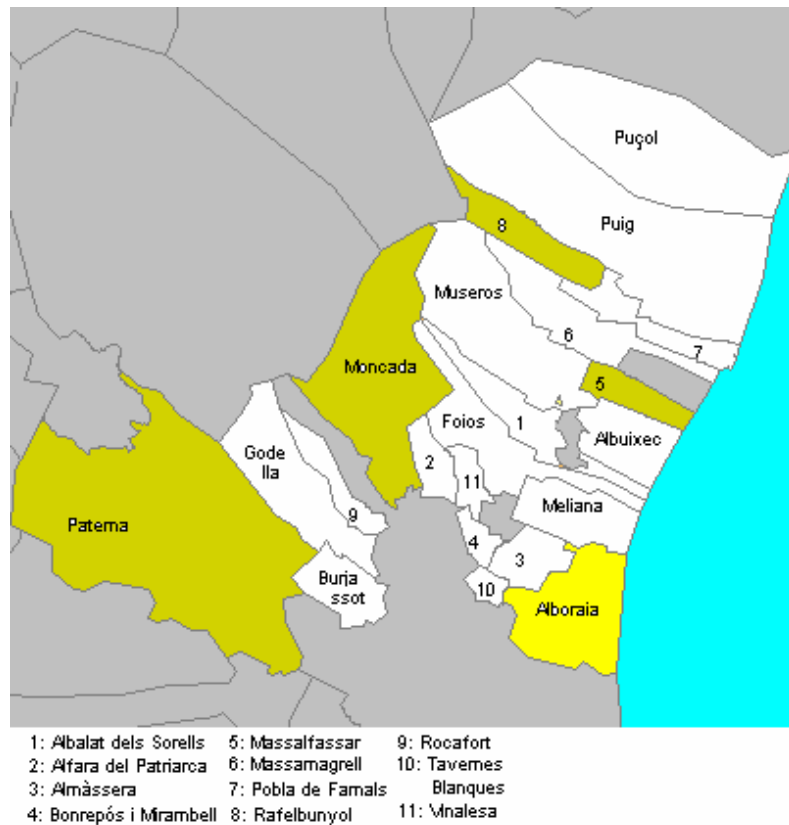 Puçol
Puig
8
Museros
6
7
Moncada
5
Foios
1
Albuixec
Gode
lla
2
11
Meliana
9
Paterna
4
3
Burja
ssot
10
Alboraia
1: Albalat dels Sorells
2: Alfara del Patriarca
3: Almàssera
4: Bonrepós i Mirambell
5: Massalfassar
6: Massamagrell
7: Pobla de Farnals
8: Rafelbunyol
9: Rocafort
10: Tavernes
Blanques
11: Vinalesa